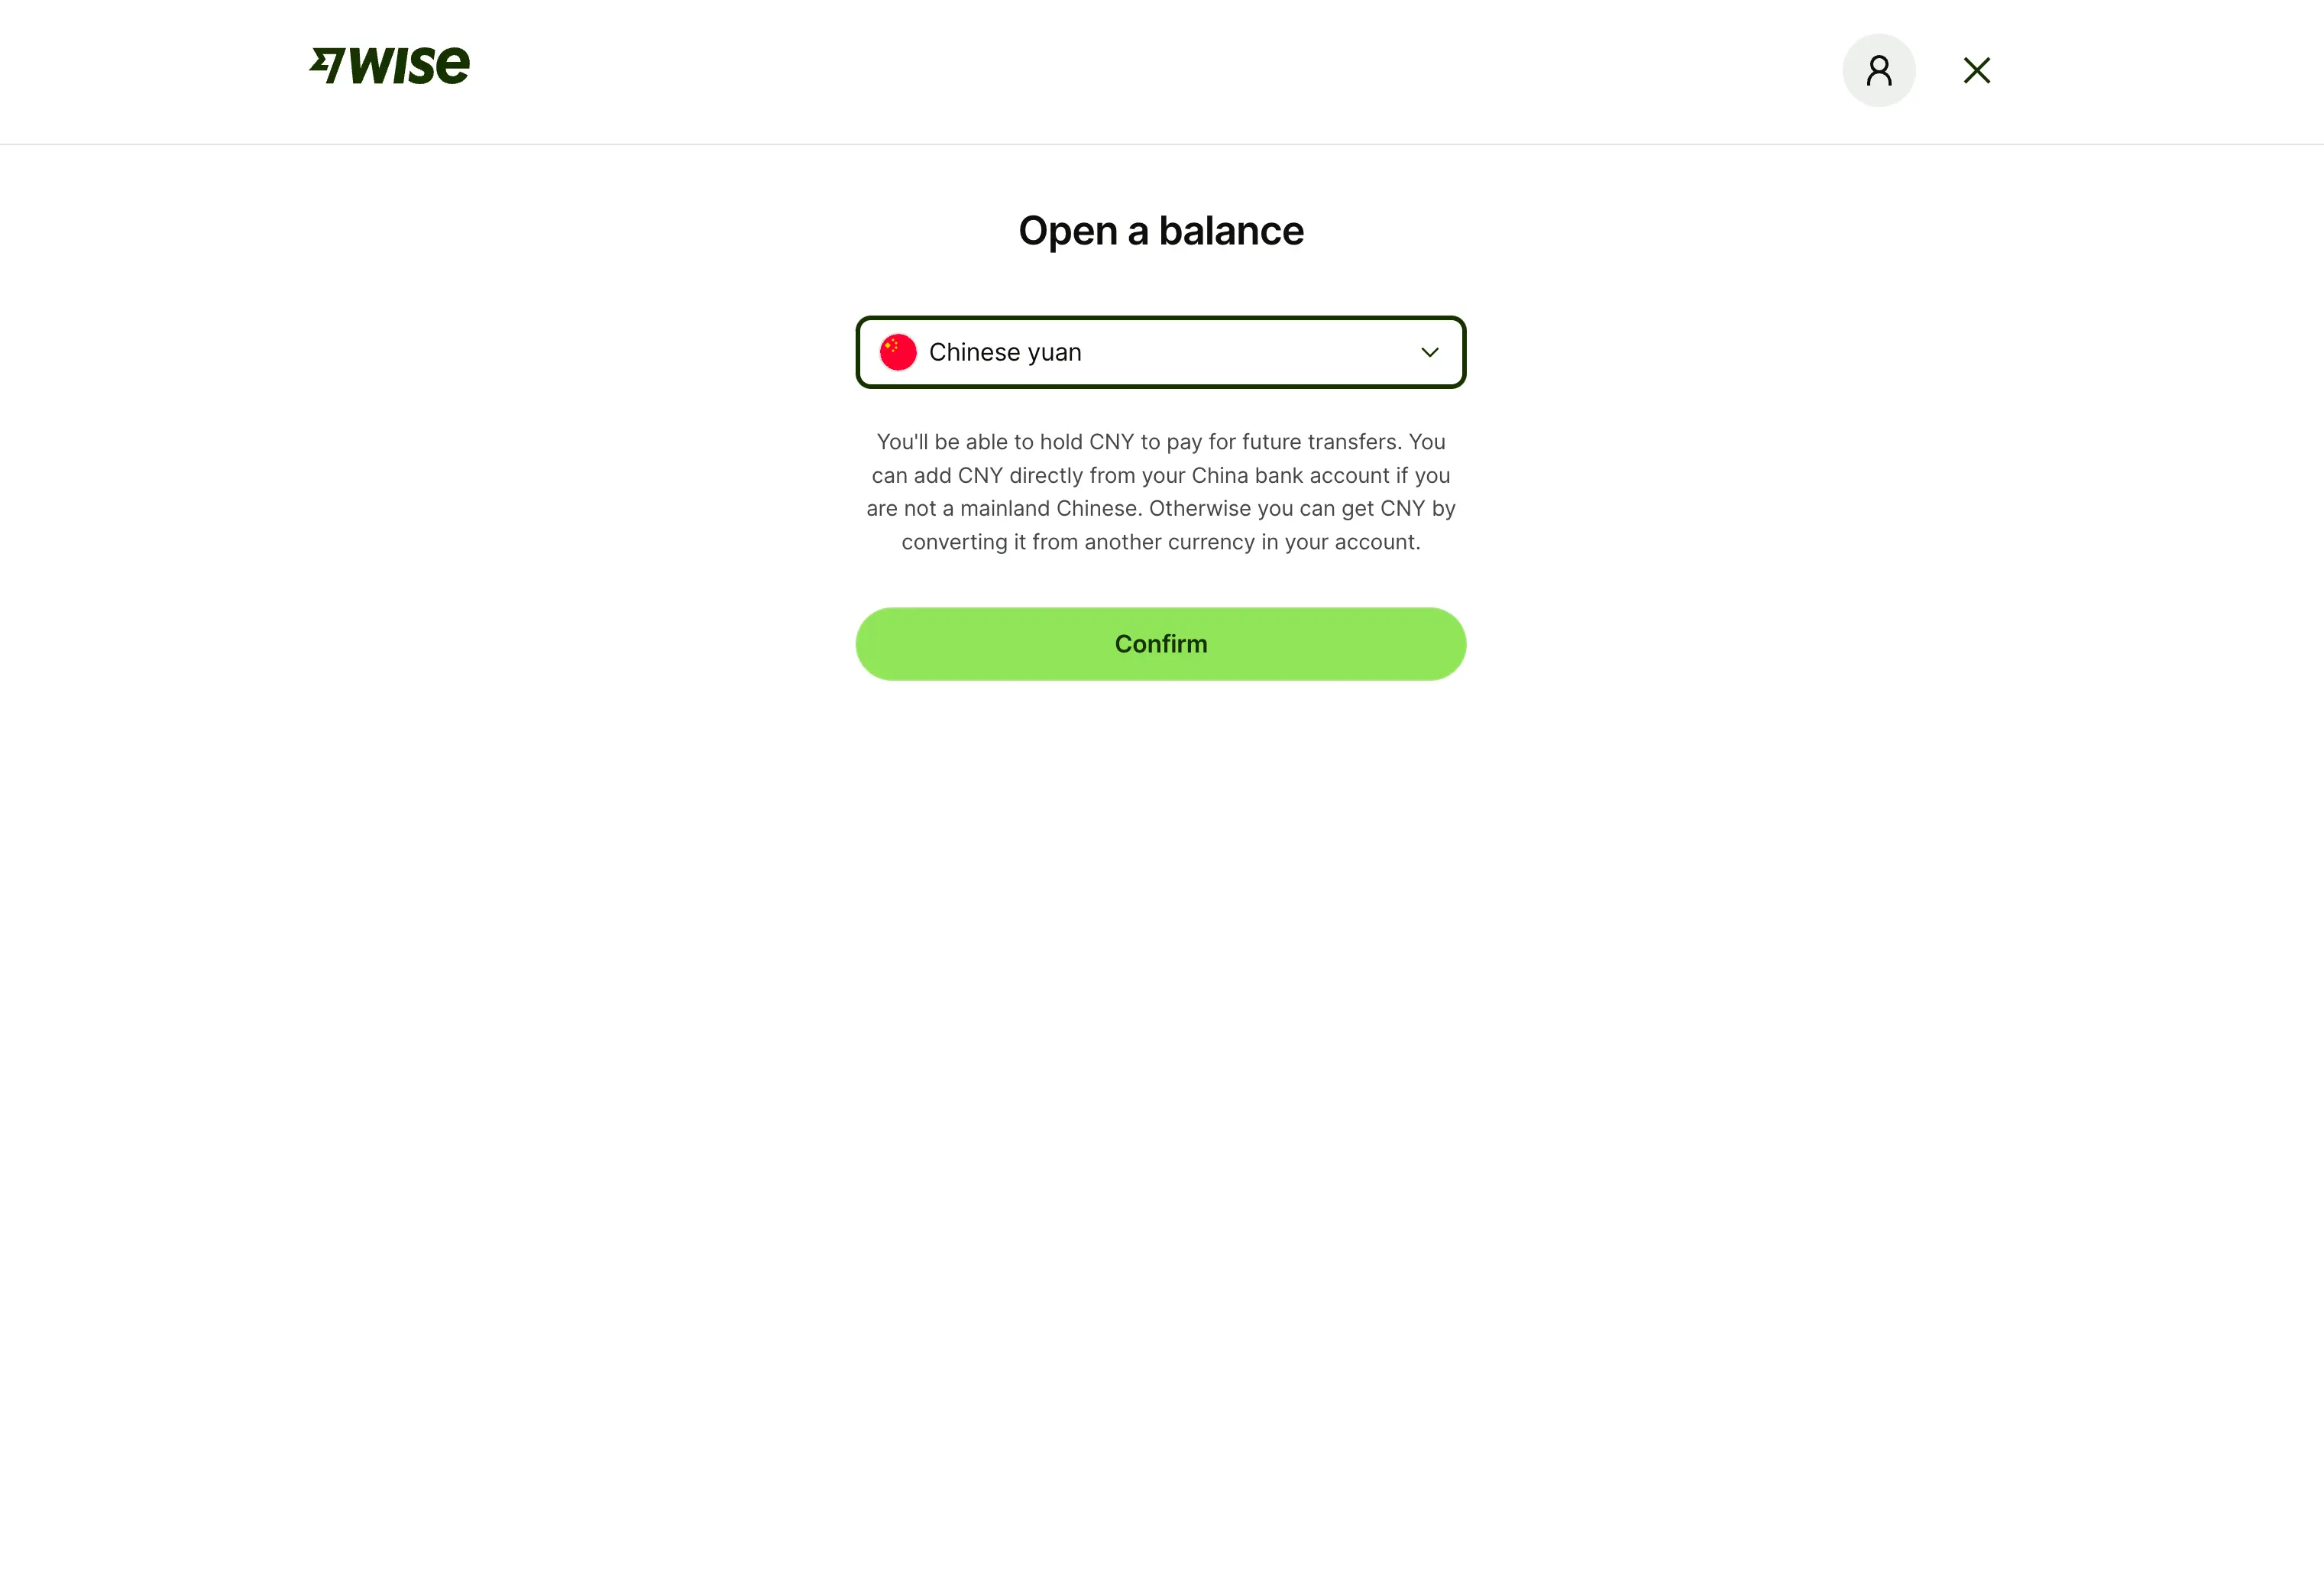 wise
Open a balance
Chinese yuan
You'll be able to hold CNY to pay for future transfers. You
can add CNY directly from your China bank account if you
are not a mainland Chinese. Otherwise you can get CNY by
converting it from another currency in your account.
Confirm